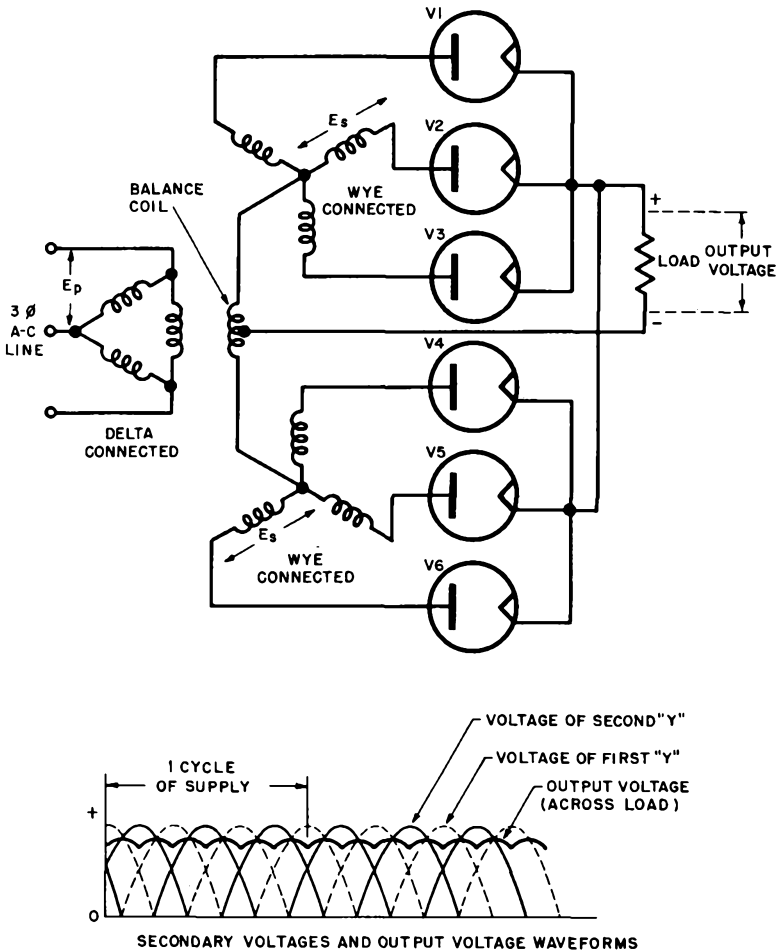 V1
Es
V2
BALANCE
COIL
WYE
CONNECTED
V3
+
LOAD
OUTPUT
VOLTAGE
-
Ep
3 Ø
A-C
LINE
DELTA
CONNECTED
V4
V5
Es
WYE
CONNECTED
V6
VOLTAGE OF SECOND "Y"
VOLTAGE OF FIRST "Y"
OUTPUT VOLTAGE
(ACROSS LOAD)
1 CYCLE
OF SUPPLY
+
0
SECONDARY VOLTAGES AND OUTPUT VOLTAGE WAVEFORMS